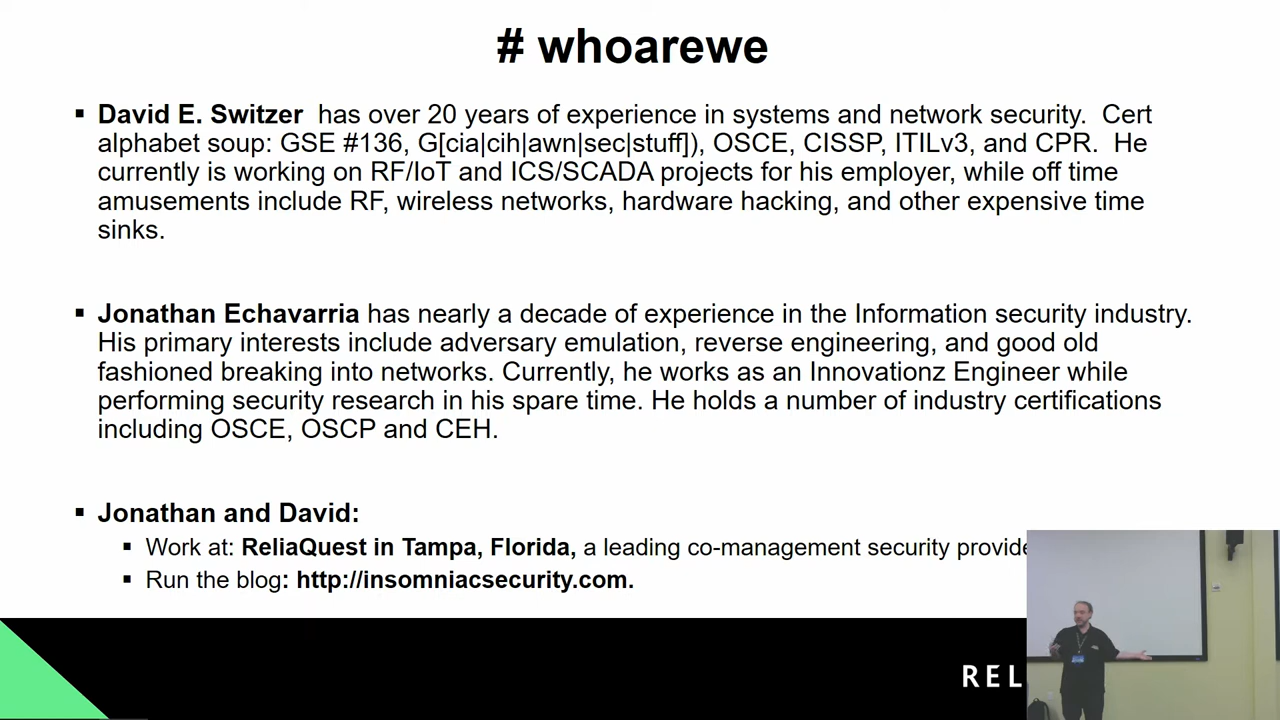 # whoarewe
▪ David E. Switzer has over 20 years of experience in systems and network security. Cert
alphabet soup: GSE #136, G[cia|cih|awn|sec|stuff]), OSCE, CISSP, ITILv3, and CPR. He
currently is working on RF/IoT and ICS/SCADA projects for his employer, while off time
amusements include RF, wireless networks, hardware hacking, and other expensive time
sinks.
▪ Jonathan Echavarria has nearly a decade of experience in the Information security industry.
His primary interests include adversary emulation, reverse engineering, and good old
fashioned breaking into networks. Currently, he works as an Innovationz Engineer while
performing security research in his spare time. He holds a number of industry certifications
including OSCE, OSCP and CEH.
▪ Jonathan and David:
▪ Work at: ReliaQuest in Tampa, Florida, a leading co-management security provide
▪ Run the blog: http://insomniacsecurity.com.
REL